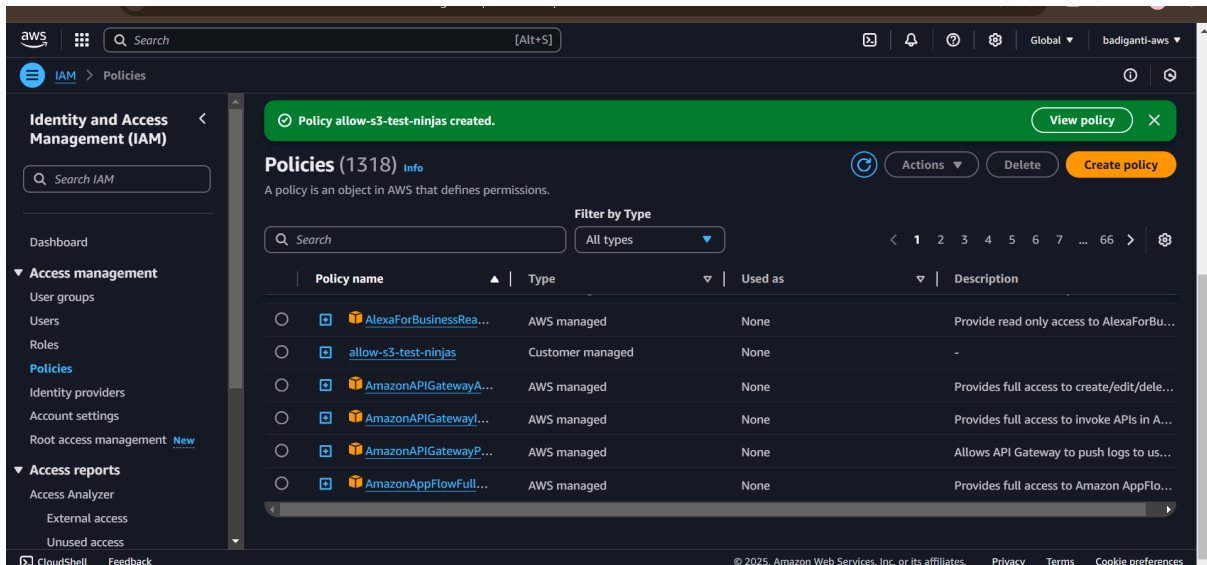 aws
Search [Alt+S]
Global ▼ badiganti-aws ▼
IAM > Policies
Identity and Access Management (IAM)
Search IAM
Dashboard
Access management
User groups
Users
Roles
Policies
Identity providers
Account settings
Root access management New
Access reports
Access Analyzer
External access
Unused access
Policy allow-s3-test-ninjas created.
View policy
Policies (1318) Info
Actions ▼ Delete Create policy
A policy is an object in AWS that defines permissions.
Filter by Type
Search All types
1 2 3 4 5 6 7 ... 66
Policy name Type Used as Description
AlexaForBusinessRea... AWS managed None Provide read only access to AlexaForBu...
allow-s3-test-ninjas Customer managed None -
AmazonAPIGatewayA... AWS managed None Provides full access to create/edit/dele...
AmazonAPIGatewayI... AWS managed None Provides full access to invoke APIs in A...
AmazonAPIGatewayP... AWS managed None Allows API Gateway to push logs to us...
AmazonAppFlowFull... AWS managed None Provides full access to Amazon AppFlo...
CloudShell Feedback © 2025, Amazon Web Services, Inc. or its affiliates. Privacy Terms Cookie preferences